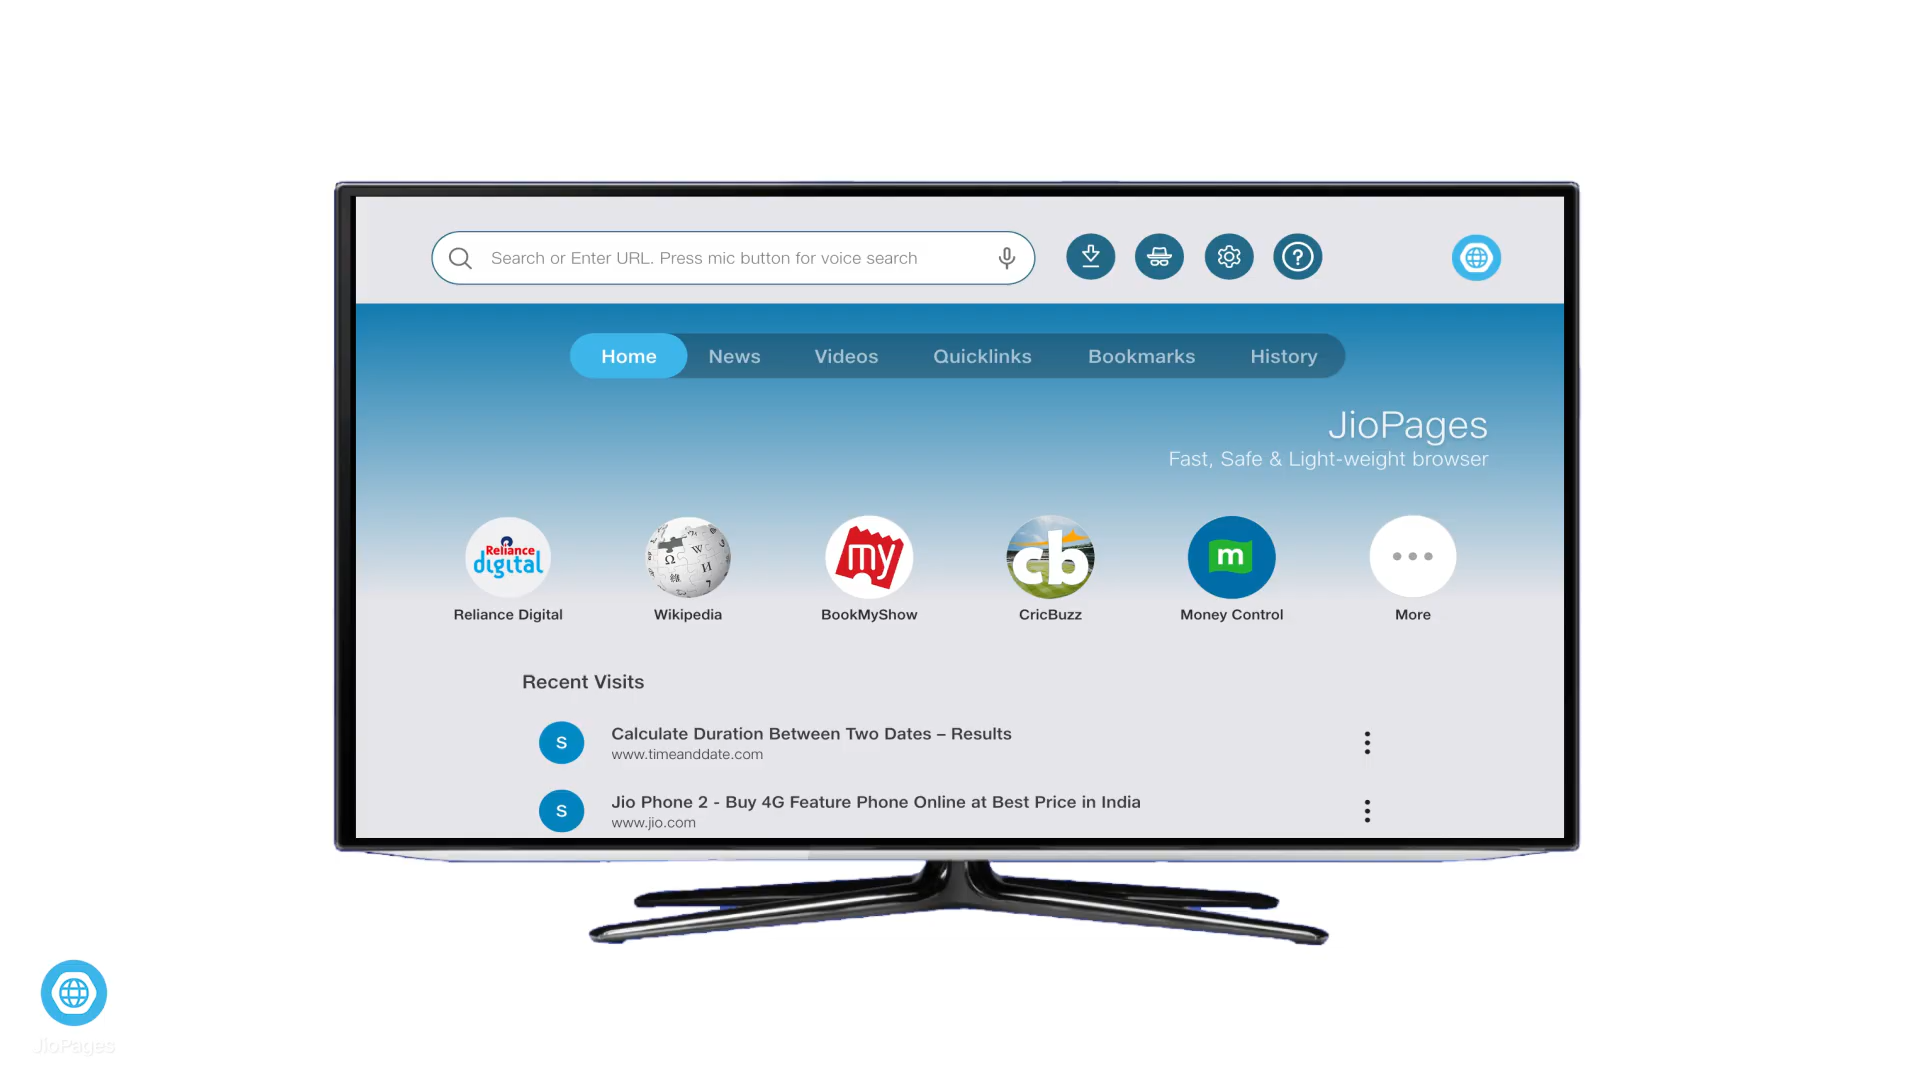 Search or Enter URL. Press mic button for voice search
Home News Videos Quicklinks Bookmarks History
JioPages
Fast, Safe & Light-weight browser
Reliance digital
W
Ω
И
my
cb
m
Reliance Digital
Wikipedia
BookMyShow
CricBuzz
Money Control
More
Recent Visits
S
Calculate Duration Between Two Dates – Results
www.timeanddate.com
S
Jio Phone 2 - Buy 4G Feature Phone Online at Best Price in India
www.jio.com
JioPages